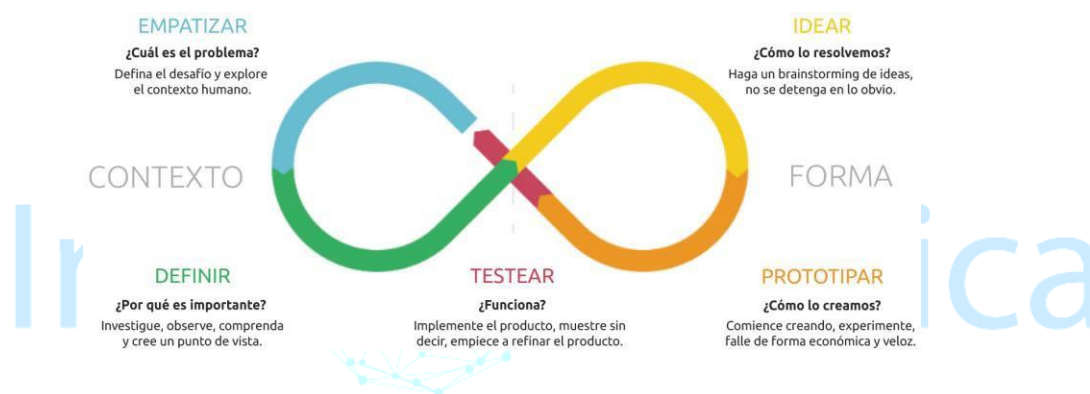 EMPATIZAR
¿Cuál es el problema?
Defina el desafío y explore
el contexto humano.
IDEAR
¿Cómo lo resolvemos?
Haga un brainstorming de ideas,
no se detenga en lo obvio.
CONTEXTO
FORMA
DEFINIR
¿Por qué es importante?
Investigue, observe, comprenda
y cree un punto de vista.
TESTEAR
¿Funciona?
Implemente el producto, muestre sin
decir, empiece a refinar el producto.
PROTOTIPAR
¿Cómo lo creamos?
Comience creando, experimente,
falle de forma económica y veloz.